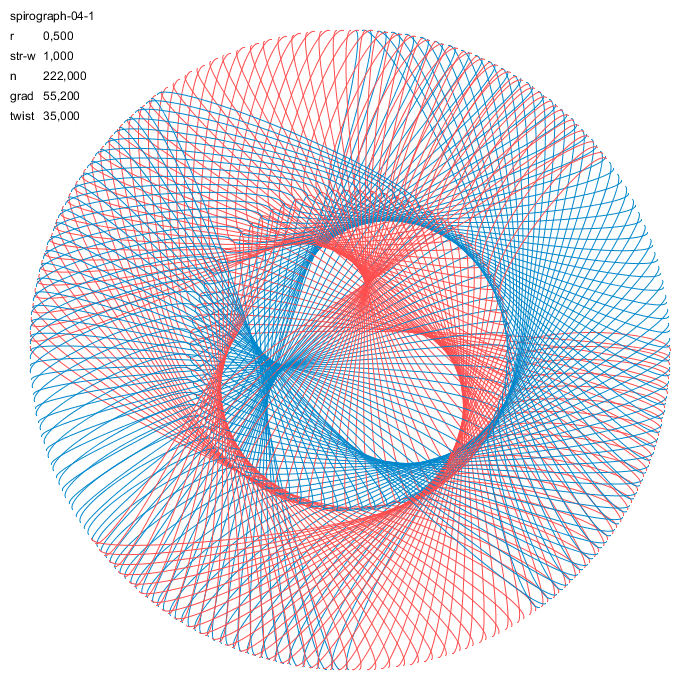 spirograph-04-1
r 0,500
str-w 1,000
n 222,000
grad 55,200
twist 35,000